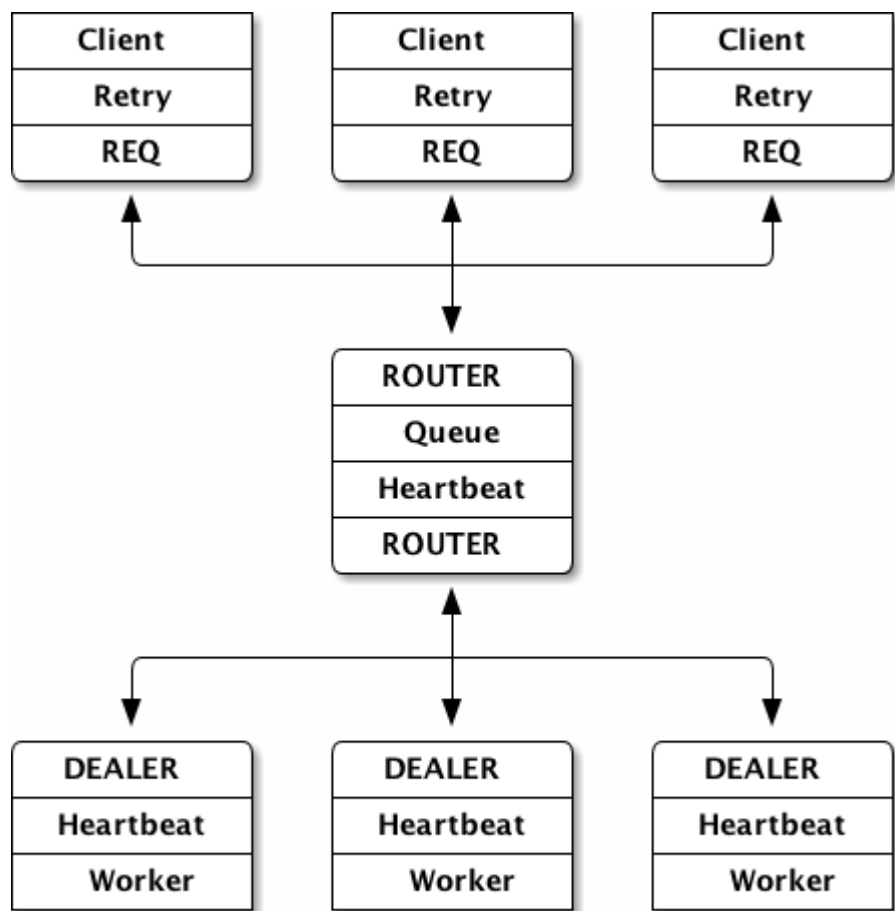 Client
Retry
REQ
Client
Retry
REQ
Client
Retry
REQ
ROUTER
Queue
Heartbeat
ROUTER
DEALER
Heartbeat
Worker
DEALER
Heartbeat
Worker
DEALER
Heartbeat
Worker